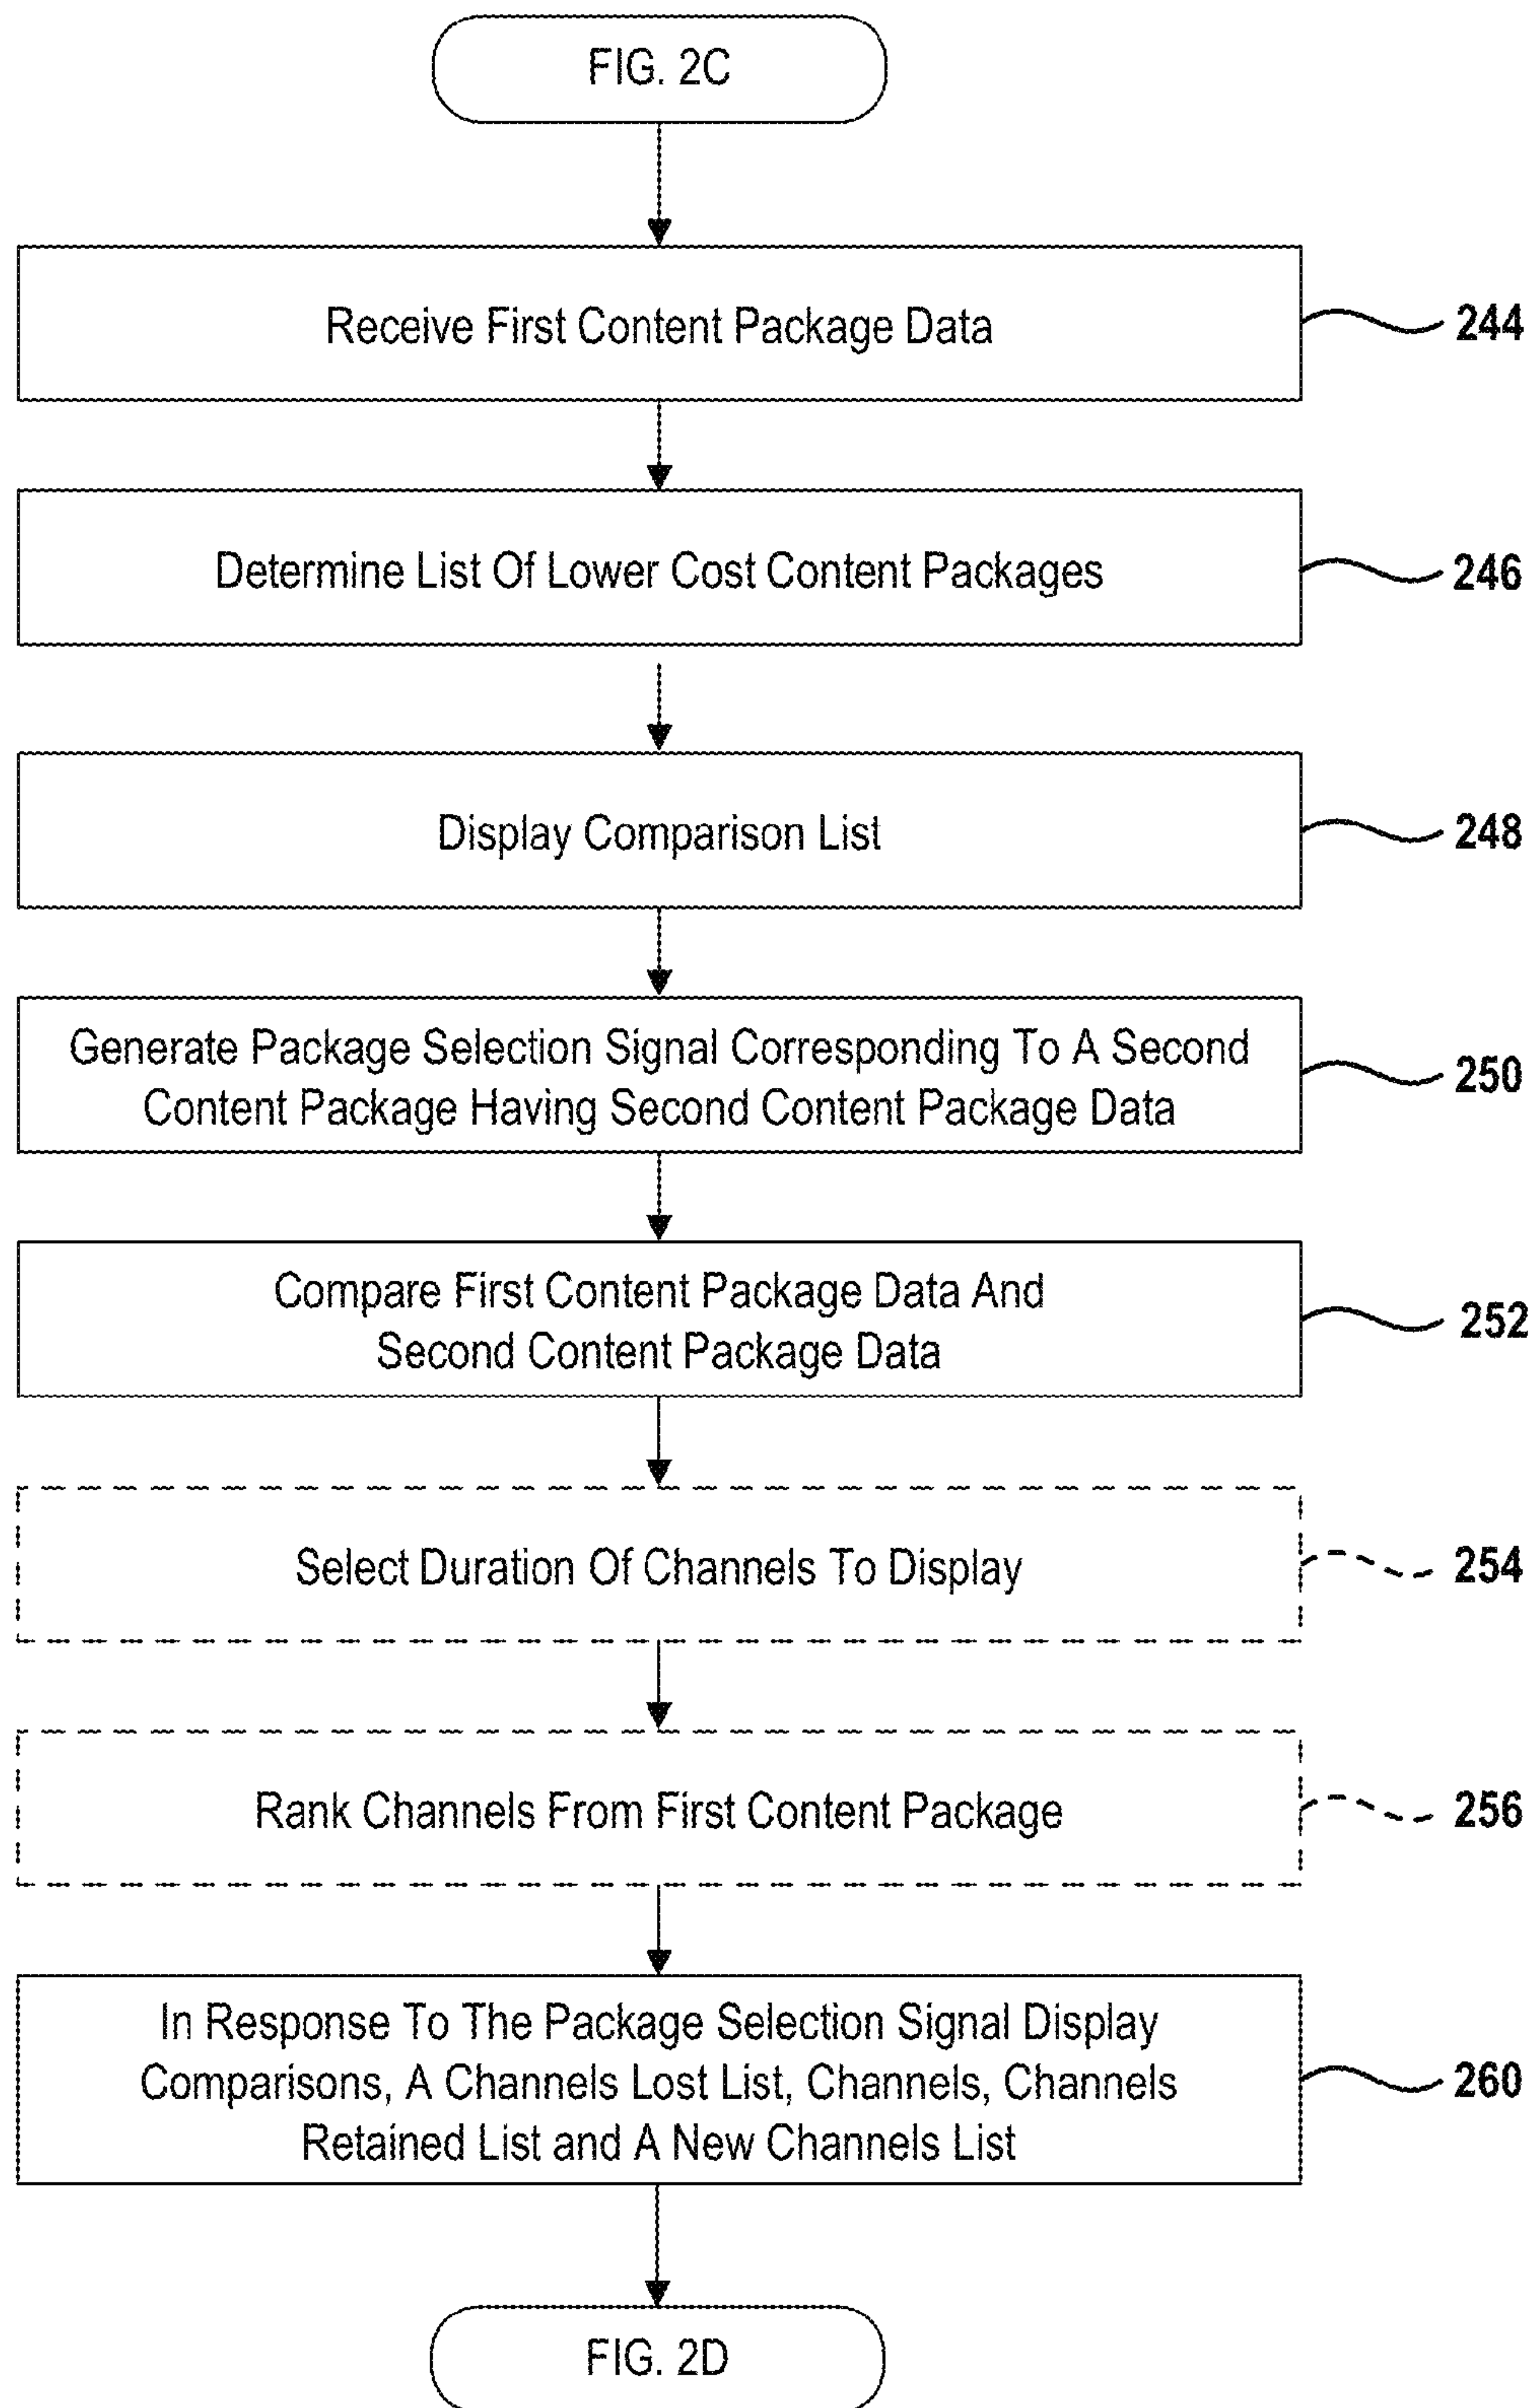 FIG. 2C
Receive First Content Package Data
244
Determine List Of Lower Cost Content Packages
246
Display Comparison List
248
Generate Package Selection Signal Corresponding To A Second
Content Package Having Second Content Package Data
250
Compare First Content Package Data And
Second Content Package Data
252
Select Duration Of Channels To Display
254
Rank Channels From First Content Package
256
In Response To The Package Selection Signal Display
Comparisons, A Channels Lost List, Channels, Channels
Retained List and A New Channels List
260
FIG. 2D